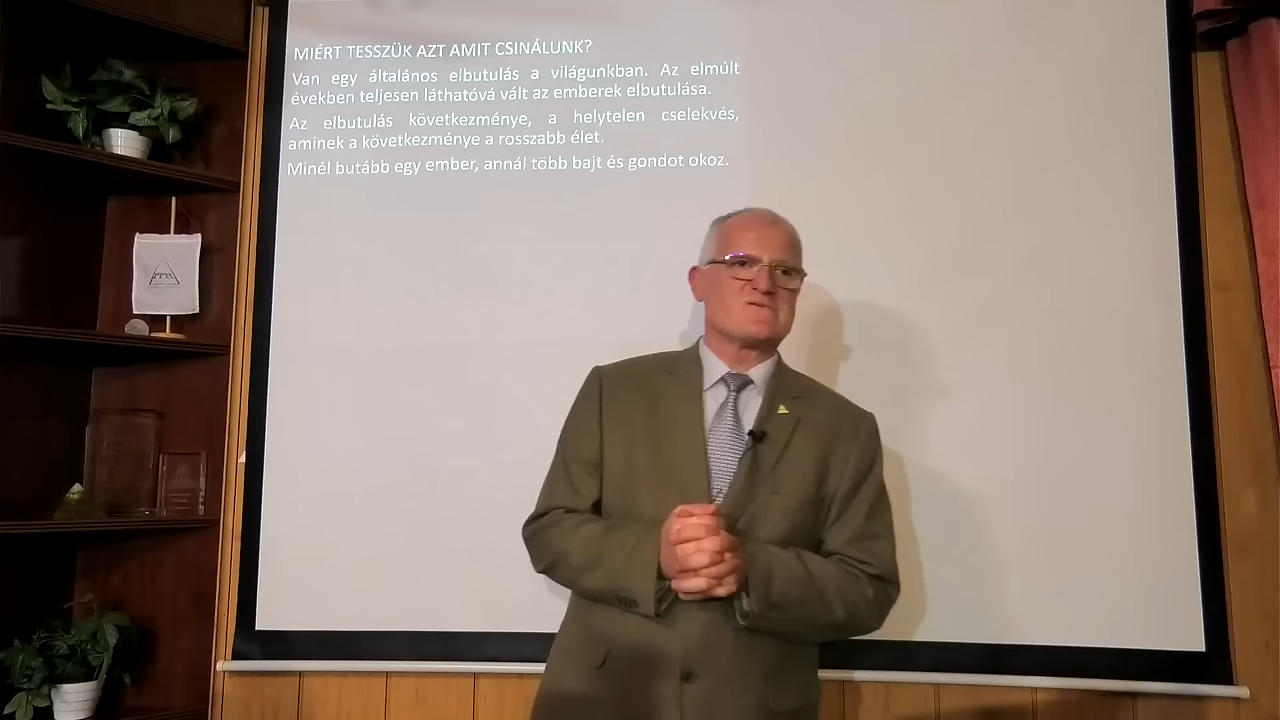 MIÉRT TESSZÜK AZT AMIT CSINÁLUNK?
Van egy általános elbutulás a világunkban. Az elmúlt
években teljesen láthatóvá vált az emberek elbutulása.
Az elbutulás következménye, a helytelen cselekvés,
aminek a következménye a rosszabb élet.
Minél butább egy ember, annál több bajt és gondot okoz.